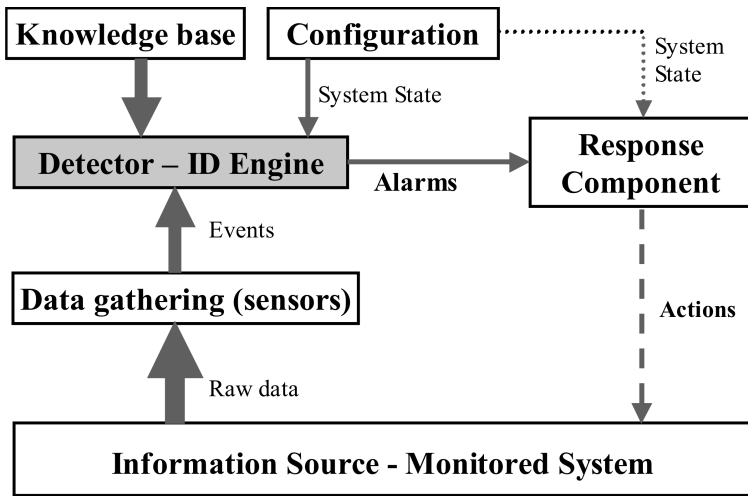 Knowledge base
Configuration
System
State
System State
Detector – ID Engine
Alarms
Response
Component
Events
Data gathering (sensors)
Actions
Raw data
Information Source - Monitored System